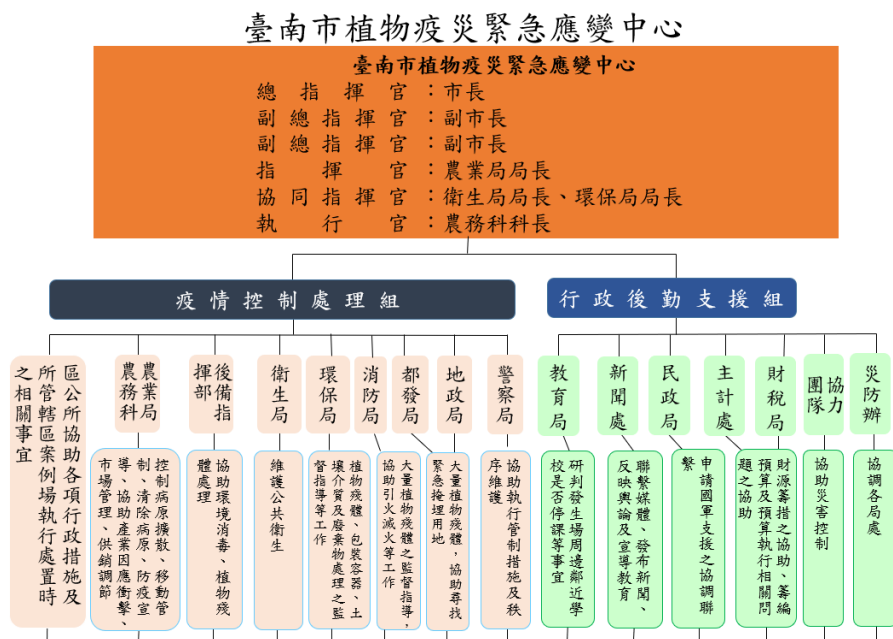 臺南市植物疫災緊急應變中心
臺南市植物疫災緊急應變中心
總指揮官：市長
副總指揮官：副市長
副總指揮官：副市長
指揮官：農業局局長
協同指揮官：衛生局局長、環保局局長
執行官：農務科科長
疫情控制處理組
行政後勤支援組
區公所協助各項行政措施及
所管轄區案例場執行處置時
之相關事宜
農業局
農務科
後備指
揮部
衛生局
環保局
消防局
都發局
地政局
警察局
教育局
新聞處
民政局
主計處
財稅局
協力
團隊
災防辦
控制病原擴散、移動管
制、清除病原、防疫宣
導、協助產業因應衝擊、
市場管理、供銷調節
協助環境消毒、植物殘
體處理
維護公共衛生
植物殘體、包裝容器、土
壤介質及廢棄物處理之監
督指導等工作
大量植物殘體之監督指導，
協助引火滅火等工作
大量植物殘體，協助尋找
緊急掩埋用地
協助執行管制措施及秩
序維護
研判發生場周邊鄰近學
校是否停課等事宜
聯繫媒體、發布新聞、
反映輿論及宣導教育
申請國軍支援之協調聯
繫
財源籌措之協助、籌編
預算及預算執行相關問
題之協助
協助災害控制
協調各局處